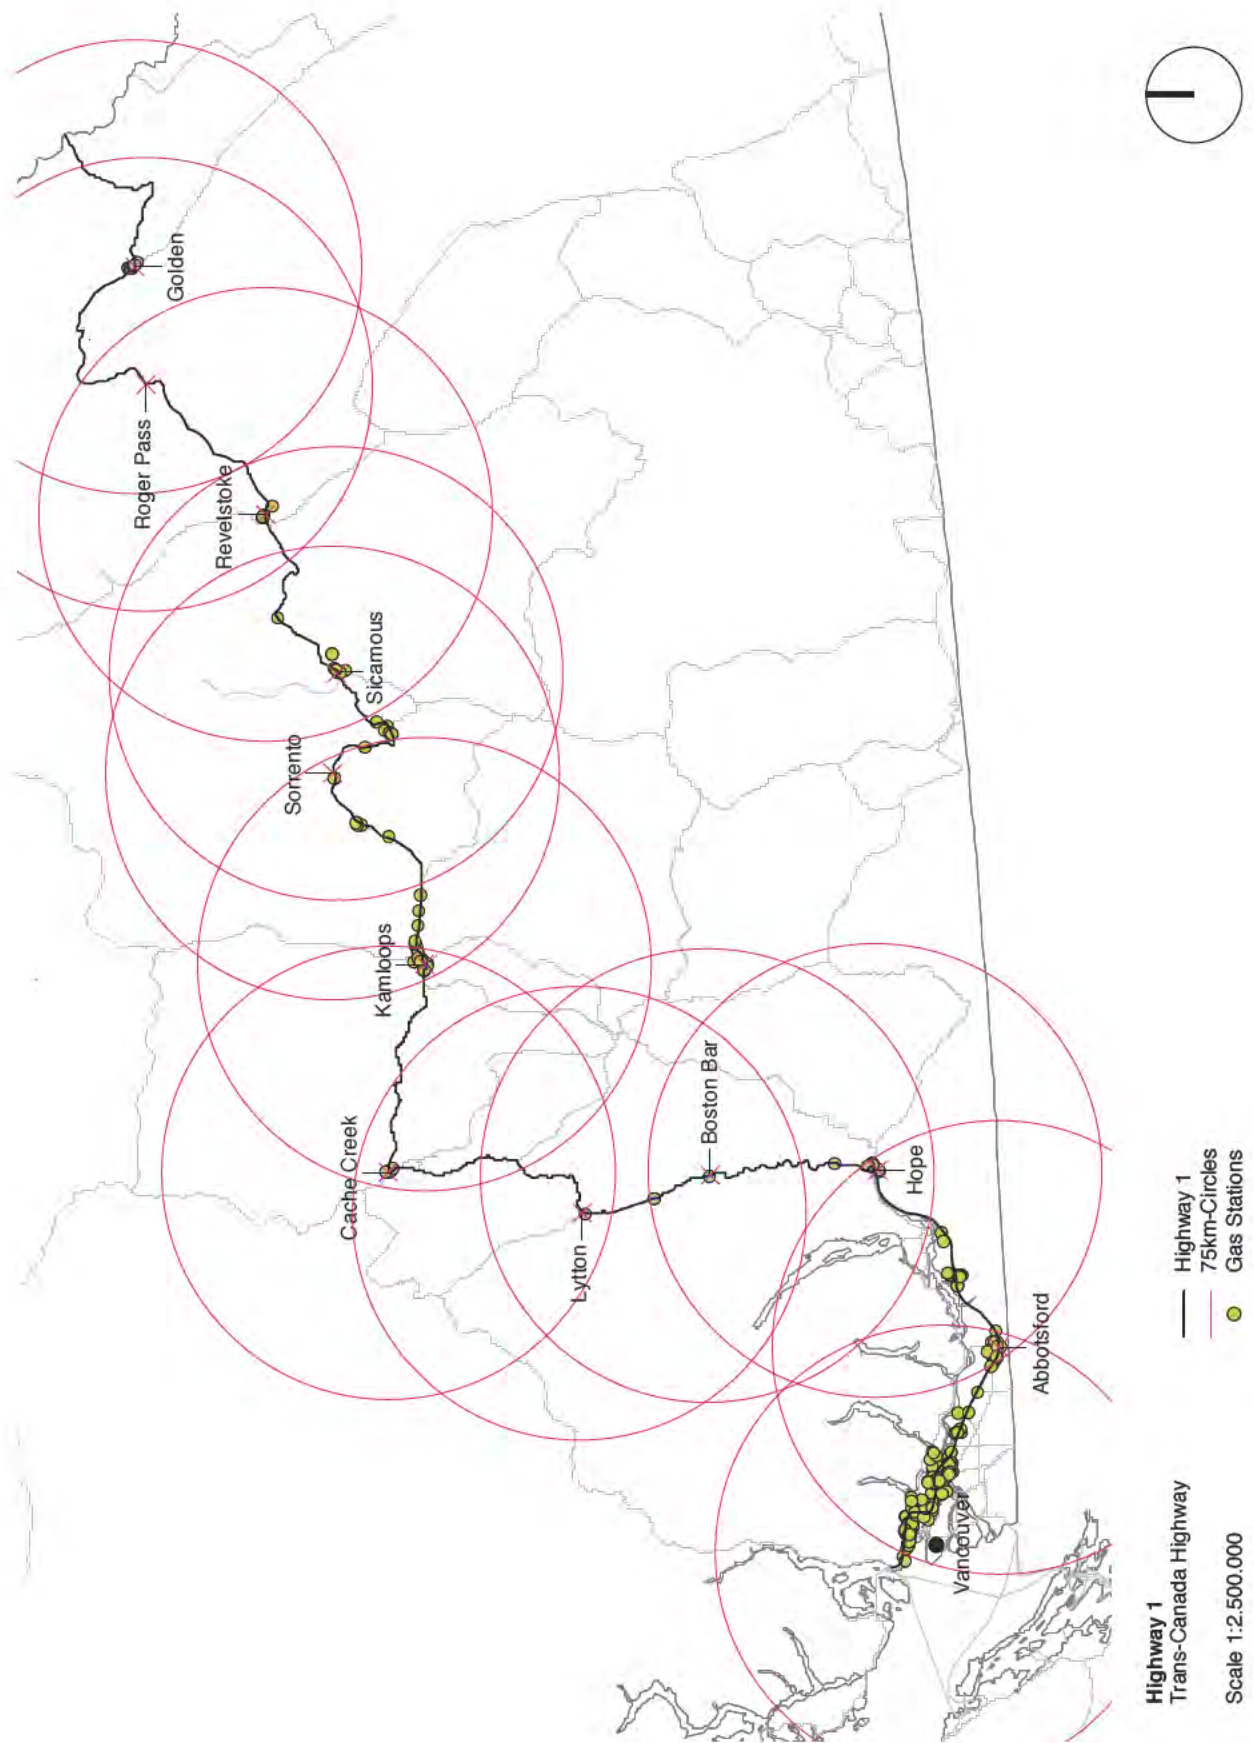 Golden
Roger Pass
Revelstoke
Sicamous
Sorrento
Kamloops
Cache Creek
Lytton
Boston Bar
Hope
Abbotsford
Vancouver
Highway 1
Trans-Canada Highway
Scale 1:2.500.000
Highway 1
75km-Circles
Gas Stations